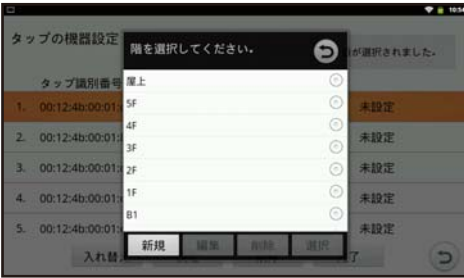 10:54
タップの機器設定
階を選択してください。
が選択されました。
タップ識別番号
屋上
1. 00:12:4b:00:01:
5F
未設定
4F
2. 00:12:4b:00:01:
未設定
3F
3. 00:12:4b:00:01:
2F
未設定
4. 00:12:4b:00:01:
1F
未設定
B1
5. 00:12:4b:00:01:
未設定
新規 編集 削除 選択
入れ替
了